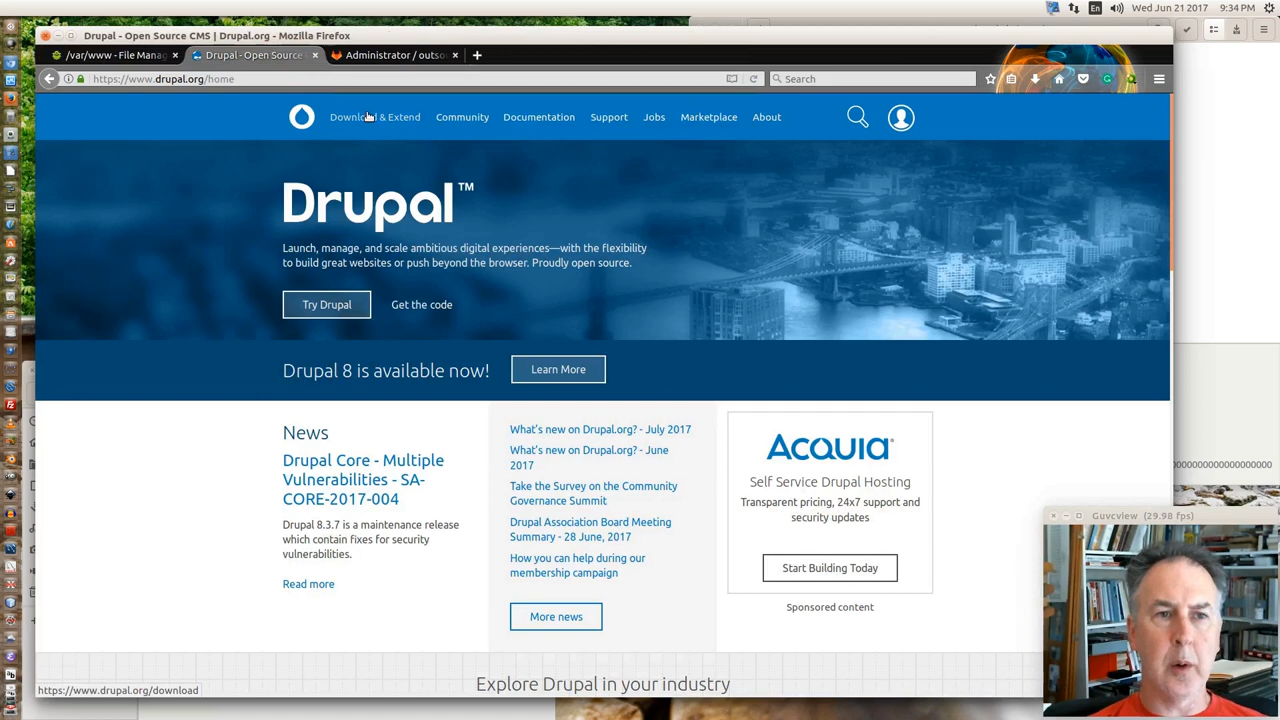 En
Wed Jun 21 2017
9:34 PM
Drupal - Open Source CMS | Drupal.org - Mozilla Firefox
/var/www - File Mana
Drupal - Open Source
Administrator / outso
https://www.drupal.org/home
Search
Download & Extend
Community
Documentation
Support
Jobs
Marketplace
About
Drupal™
Launch, manage, and scale ambitious digital experiences—with the flexibility
to build great websites or push beyond the browser. Proudly open source.
Try Drupal
Get the code
Drupal 8 is available now!
Learn More
News
Drupal Core - Multiple
Vulnerabilities - SA-
CORE-2017-004
Drupal 8.3.7 is a maintenance release
which contain fixes for security
vulnerabilities.
Read more
What's new on Drupal.org? - July 2017
What's new on Drupal.org? - June
2017
Take the Survey on the Community
Governance Summit
Drupal Association Board Meeting
Summary - 28 June, 2017
How you can help during our
membership campaign
More news
Acquia
Self Service Drupal Hosting
Transparent pricing, 24x7 support and
security updates
Start Building Today
Sponsored content
Explore Drupal in your industry
https://www.drupal.org/download
Guvcview (29.98 fps)